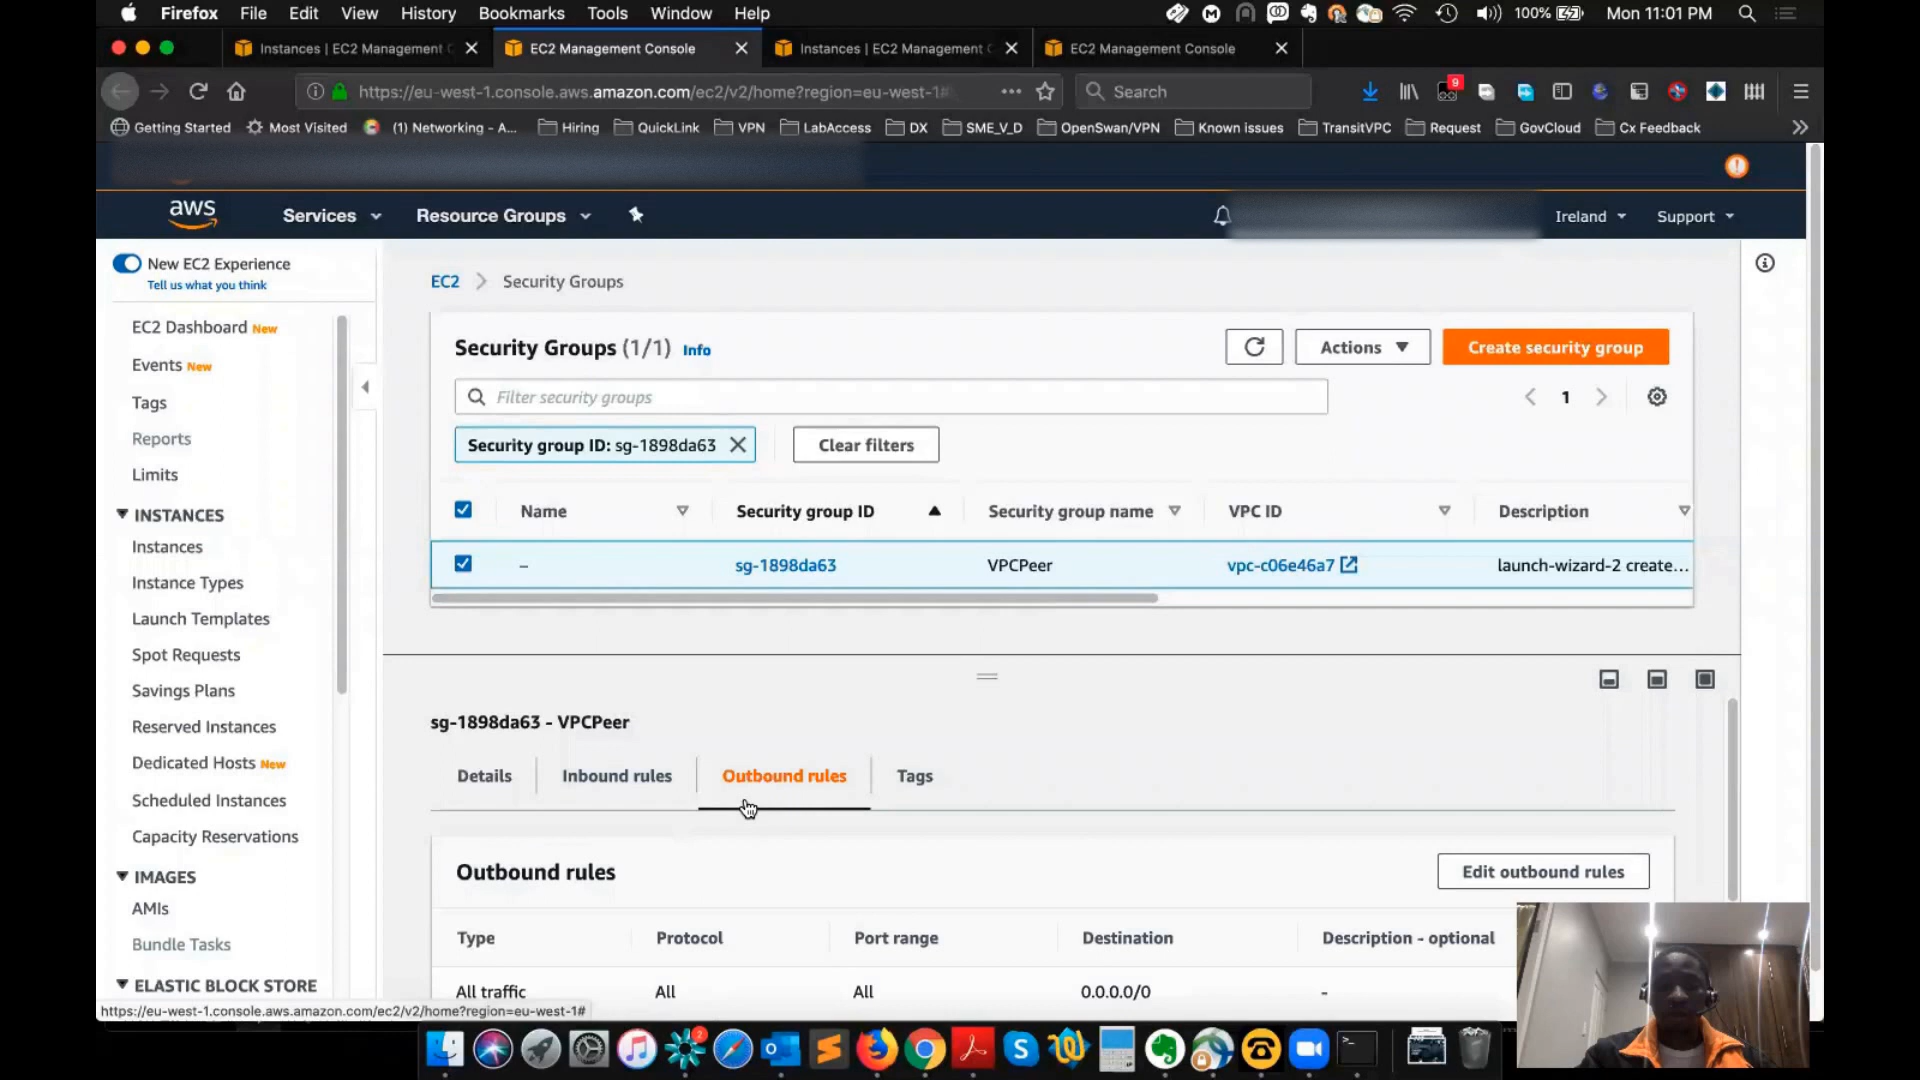 Firefox File Edit View History Bookmarks Tools Window Help 100% Mon 11:01 PM
Instances | EC2 Management C EC2 Management Console Instances | EC2 Management C EC2 Management Console
https://eu-west-1.console.aws.amazon.com/ec2/v2/home?region=eu-west-1# Search 9
Getting Started Most Visited (1) Networking - A... Hiring QuickLink VPN LabAccess DX SME_V_D OpenSwan/VPN Known issues TransitVPC Request GovCloud Cx Feedback
aws Services Resource Groups Ireland Support
New EC2 Experience
Tell us what you think
EC2 Dashboard New
Events New
Tags
Reports
Limits
INSTANCES
Instances
Instance Types
Launch Templates
Spot Requests
Savings Plans
Reserved Instances
Dedicated Hosts New
Scheduled Instances
Capacity Reservations
IMAGES
AMIs
Bundle Tasks
ELASTIC BLOCK STORE
EC2 Security Groups
Security Groups (1/1) Info Actions Create security group
Filter security groups 1
Security group ID: sg-1898da63 Clear filters
Name Security group ID Security group name VPC ID Description
– sg-1898da63 VPCPeer vpc-c06e46a7 launch-wizard-2 create...
sg-1898da63 - VPCPeer
Details Inbound rules Outbound rules Tags
Outbound rules Edit outbound rules
Type Protocol Port range Destination Description - optional
All traffic All All 0.0.0.0/0 -
https://eu-west-1.console.aws.amazon.com/ec2/v2/home?region=eu-west-1#
2